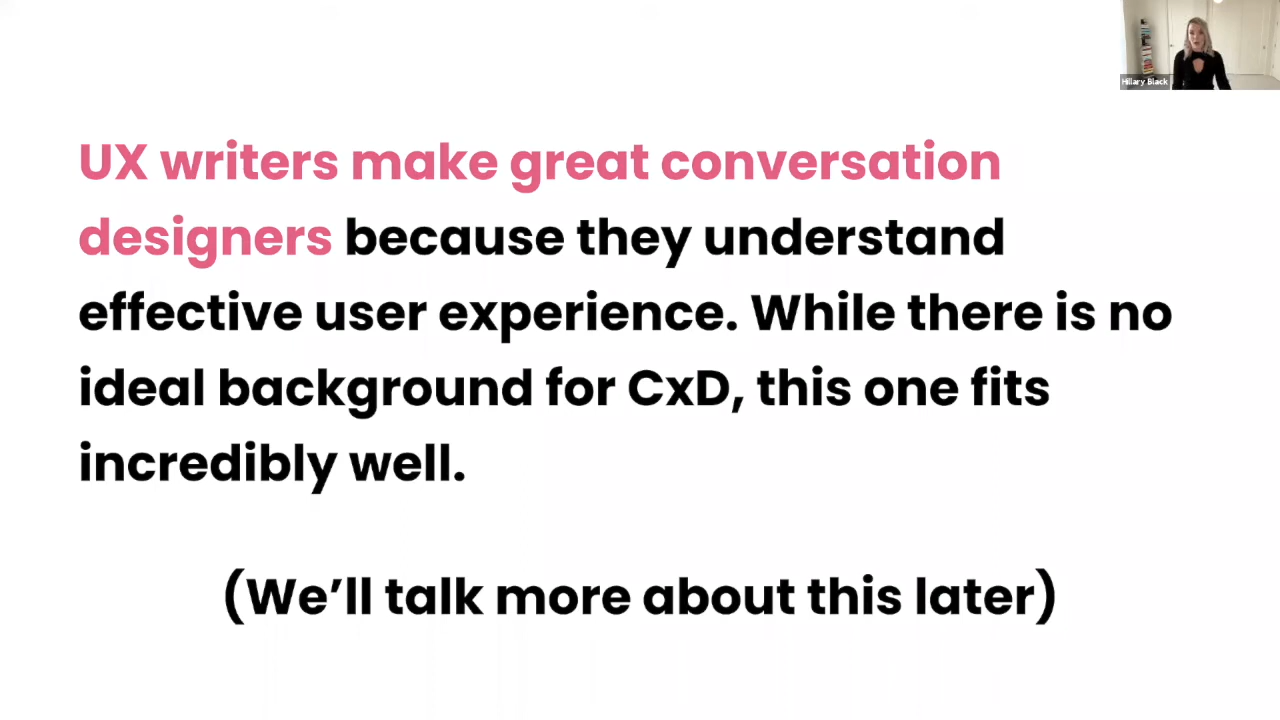 Hillary Black
UX writers make great conversation
designers because they understand
effective user experience. While there is no
ideal background for CxD, this one fits
incredibly well.
(We’ll talk more about this later)